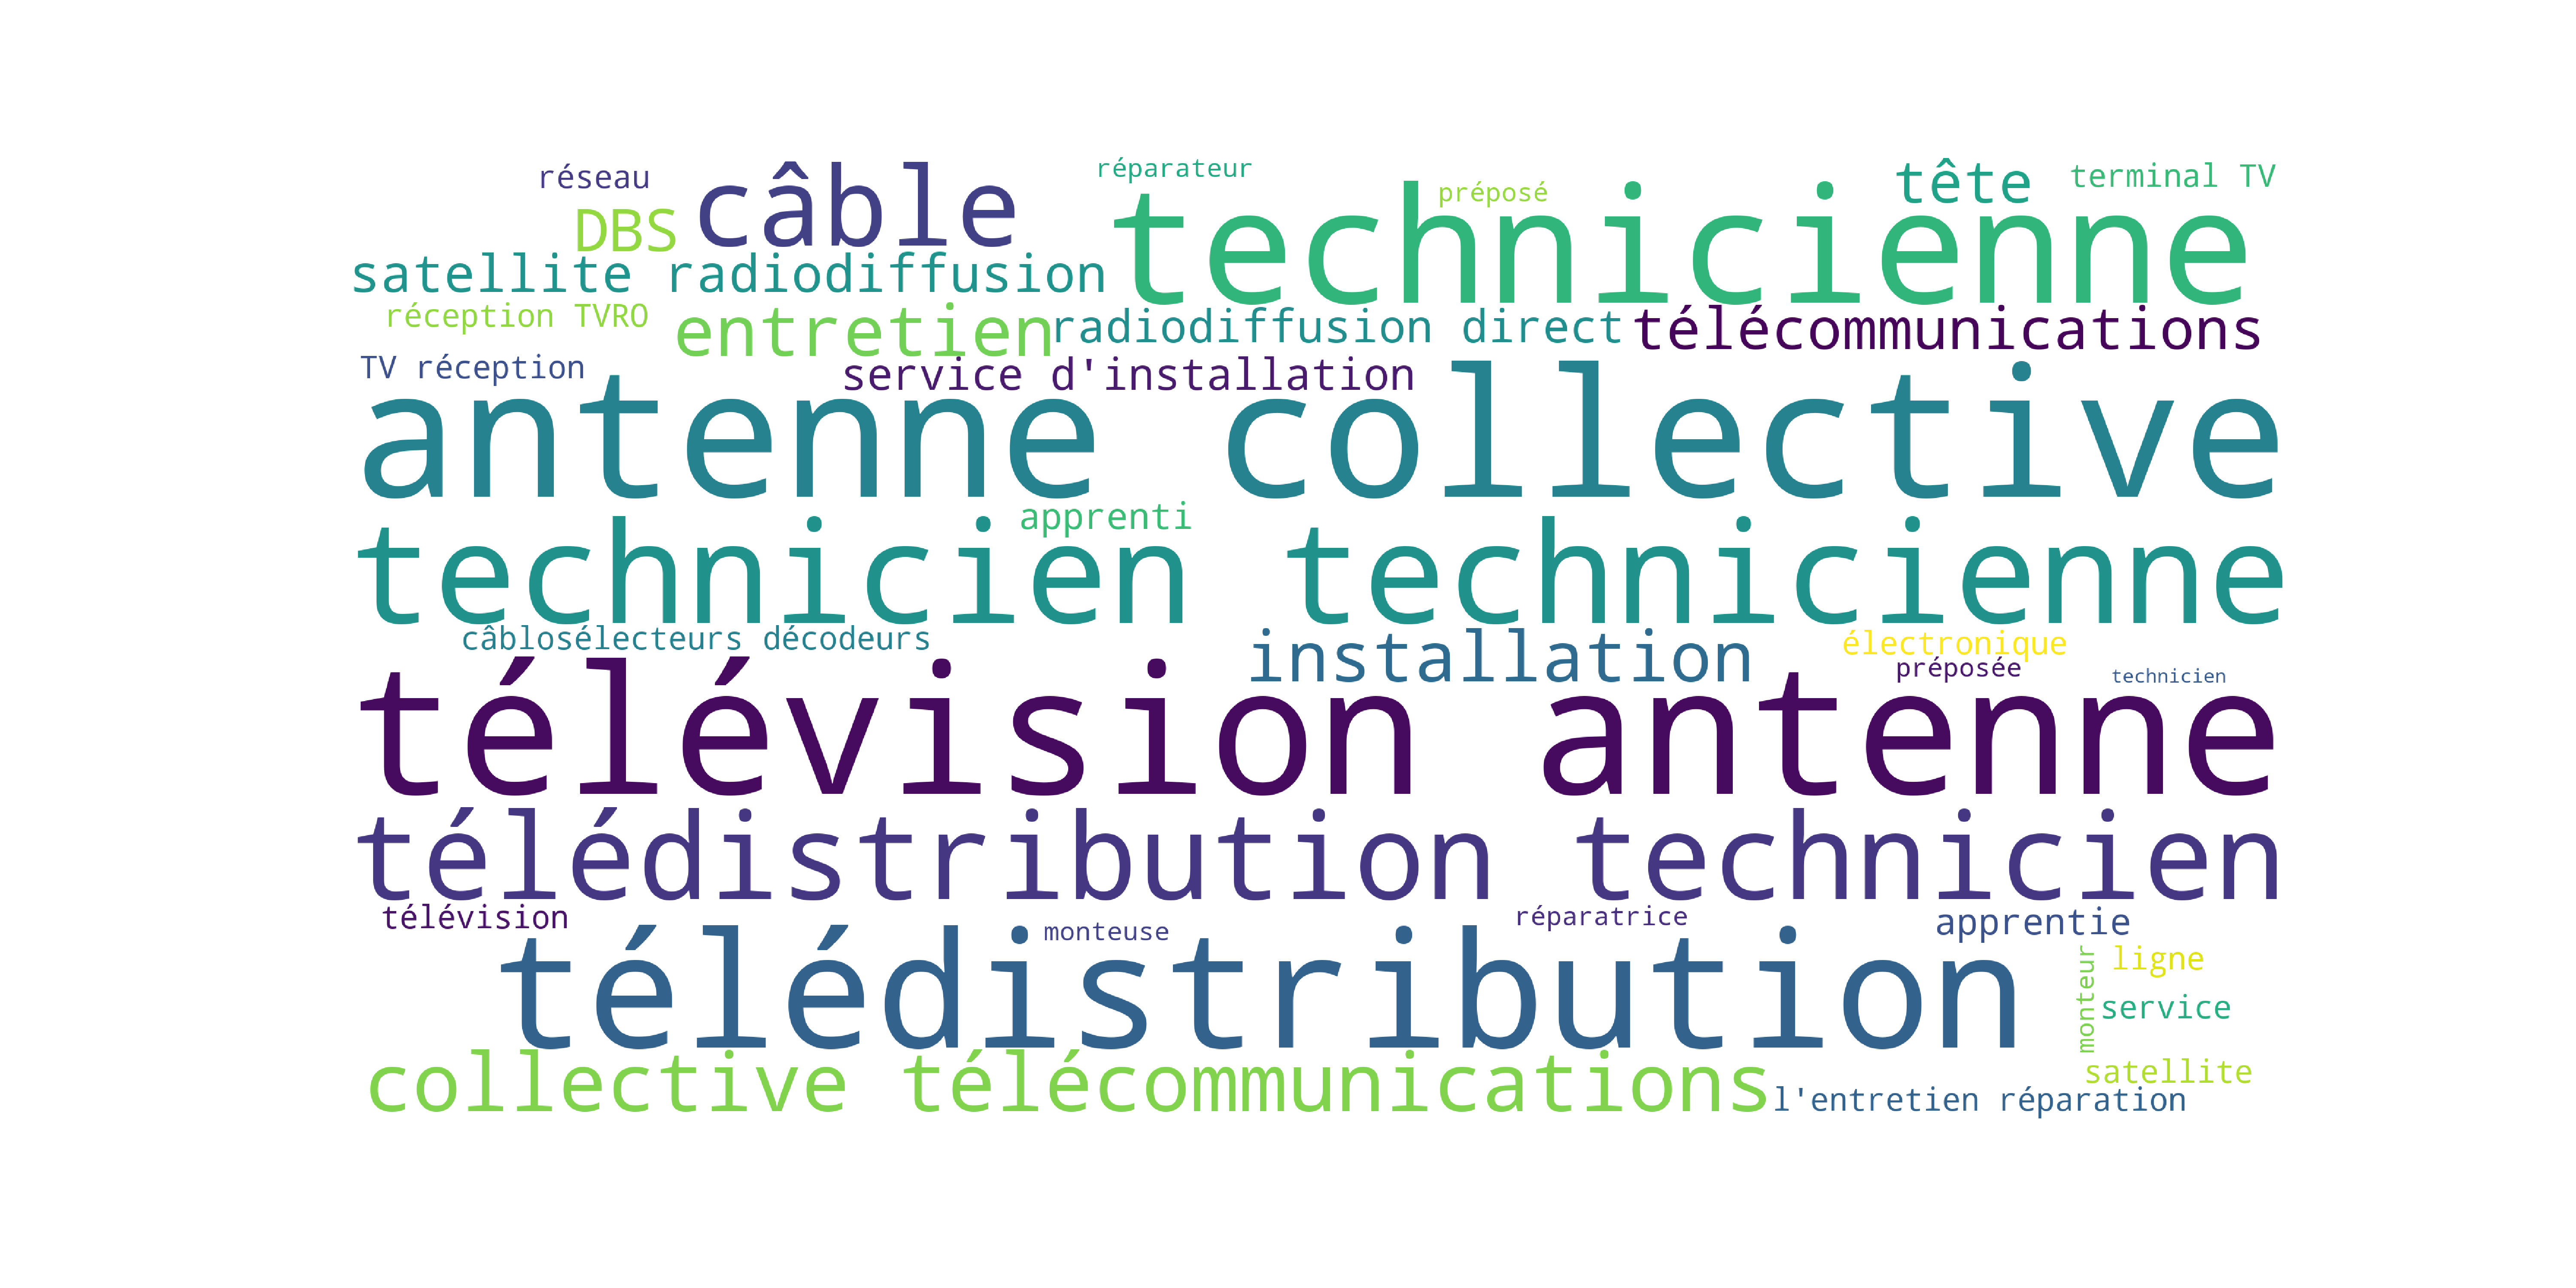 réseau
câble
réparateur
préposé
tête
terminal TV
DBS
technicienne
satellite radiodiffusion
réception TVRO
entretien
radiodiffusion direct
télécommunications
TV réception
service d'installation
antenne collective
apprenti
technicien technicienne
câblosélecteurs décodeurs
installation
électronique
préposée
technicien
télévision antenne
télédistribution technicien
télévision
monteuse
réparatrice
apprentie
télédistribution
monteur
ligne
service
satellite
collective télécommunications
l'entretien réparation